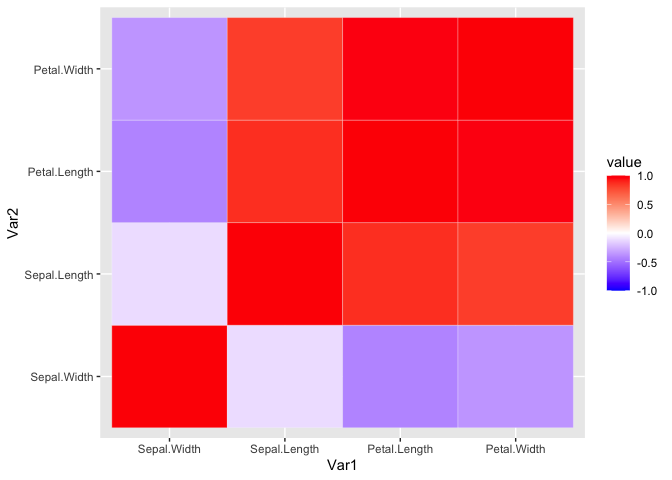 Var2
Petal.Width
Petal.Length
Sepal.Length
Sepal.Width
Sepal.Width Sepal.Length Petal.Length Petal.Width
Var1
value
1.0
0.5
0.0
-0.5
-1.0